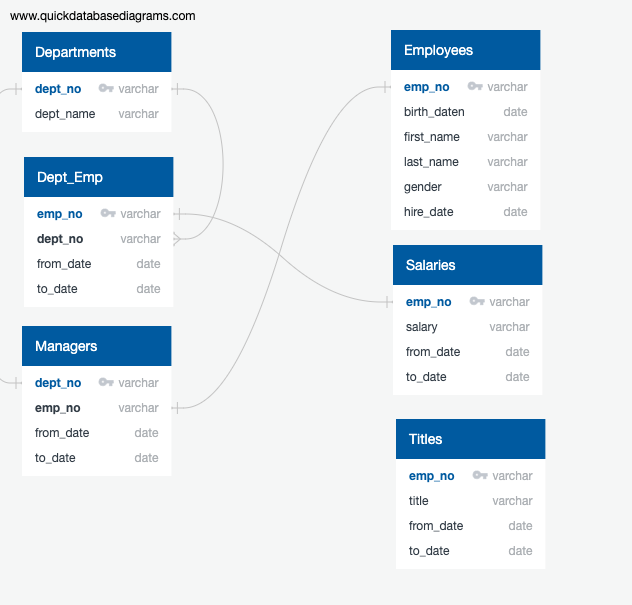 www.quickdatabasediagrams.com
Departments
dept_no varchar
dept_name varchar
Dept_Emp
emp_no varchar
dept_no varchar
from_date date
to_date date
Managers
dept_no varchar
emp_no varchar
from_date date
to_date date
Employees
emp_no varchar
birth_daten date
first_name varchar
last_name varchar
gender varchar
hire_date date
Salaries
emp_no varchar
salary varchar
from_date date
to_date date
Titles
emp_no varchar
title varchar
from_date date
to_date date